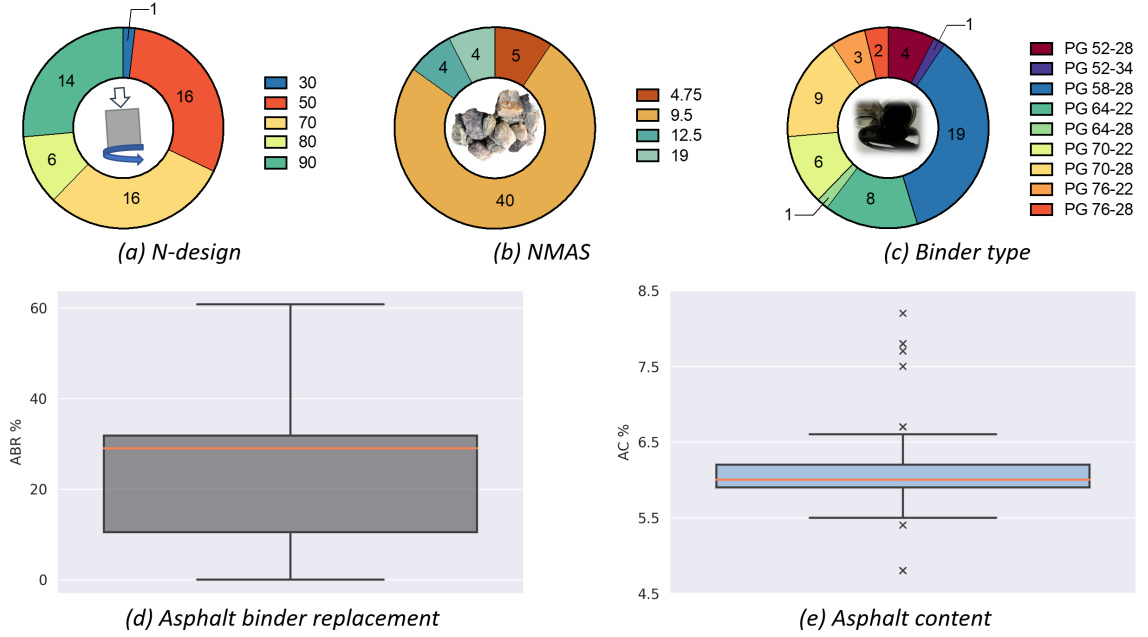 1
14
16
6
16
30
50
70
80
90
(a) N-design
4
5
4
40
4.75
9.5
12.5
19
(b) NMAS
1
3
2
4
9
19
6
1
8
PG 52-28
PG 52-34
PG 58-28
PG 64-22
PG 64-28
PG 70-22
PG 70-28
PG 76-22
PG 76-28
(c) Binder type
60
40
20
0
ABR %
(d) Asphalt binder replacement
8.5
7.5
6.5
5.5
4.5
AC %
(e) Asphalt content